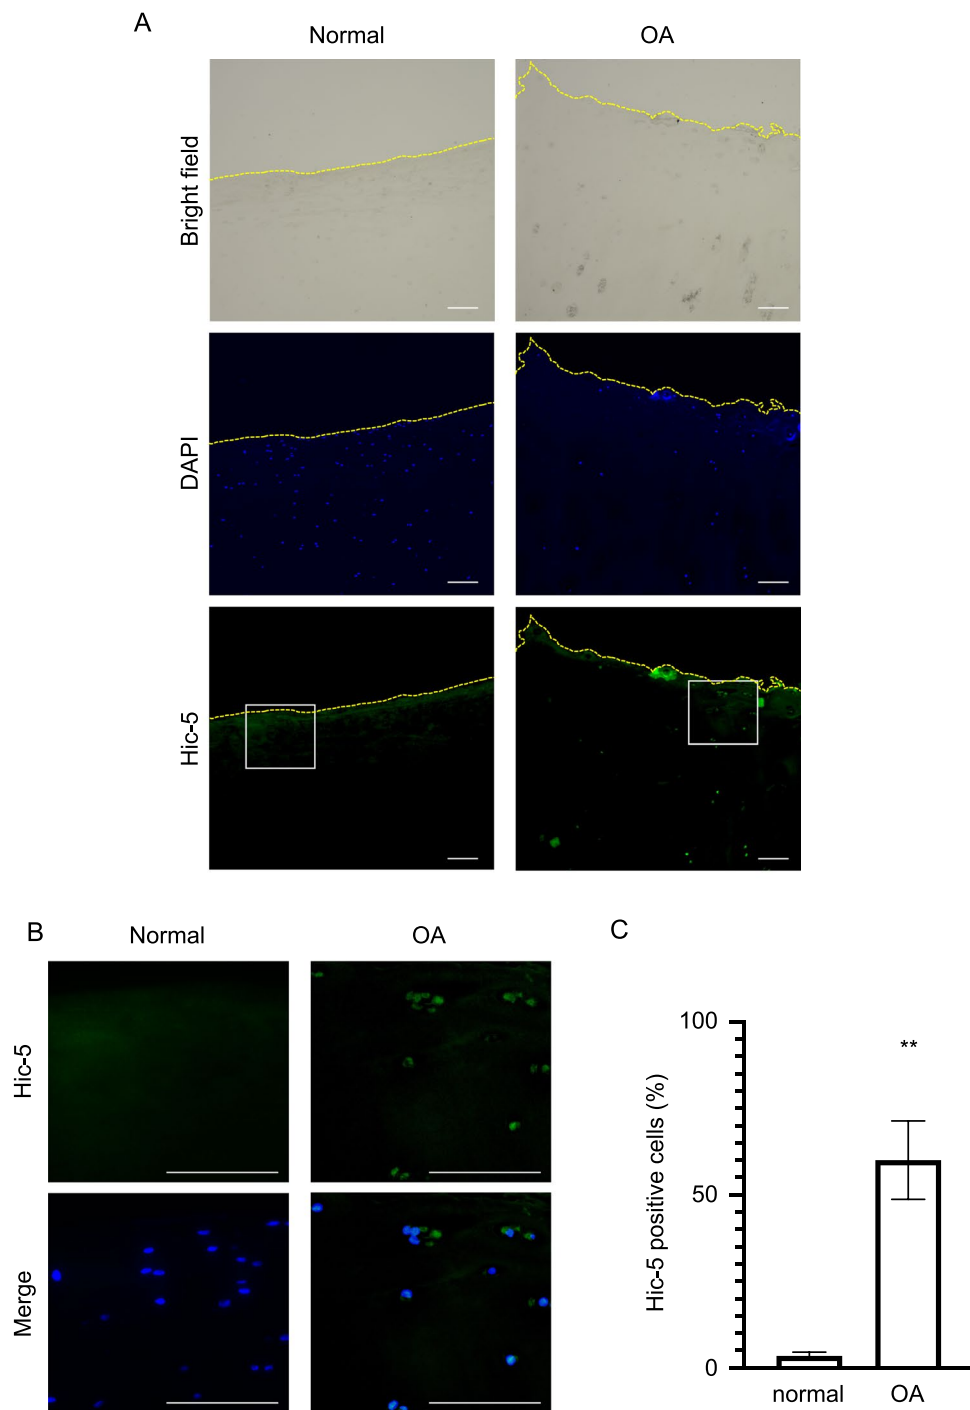 A
Normal
OA
Bright field
DAPI
Hic-5
B
Normal
OA
Hic-5
Merge
C
Hic-5 positive cells (%)
100
50
0
**
normal
OA